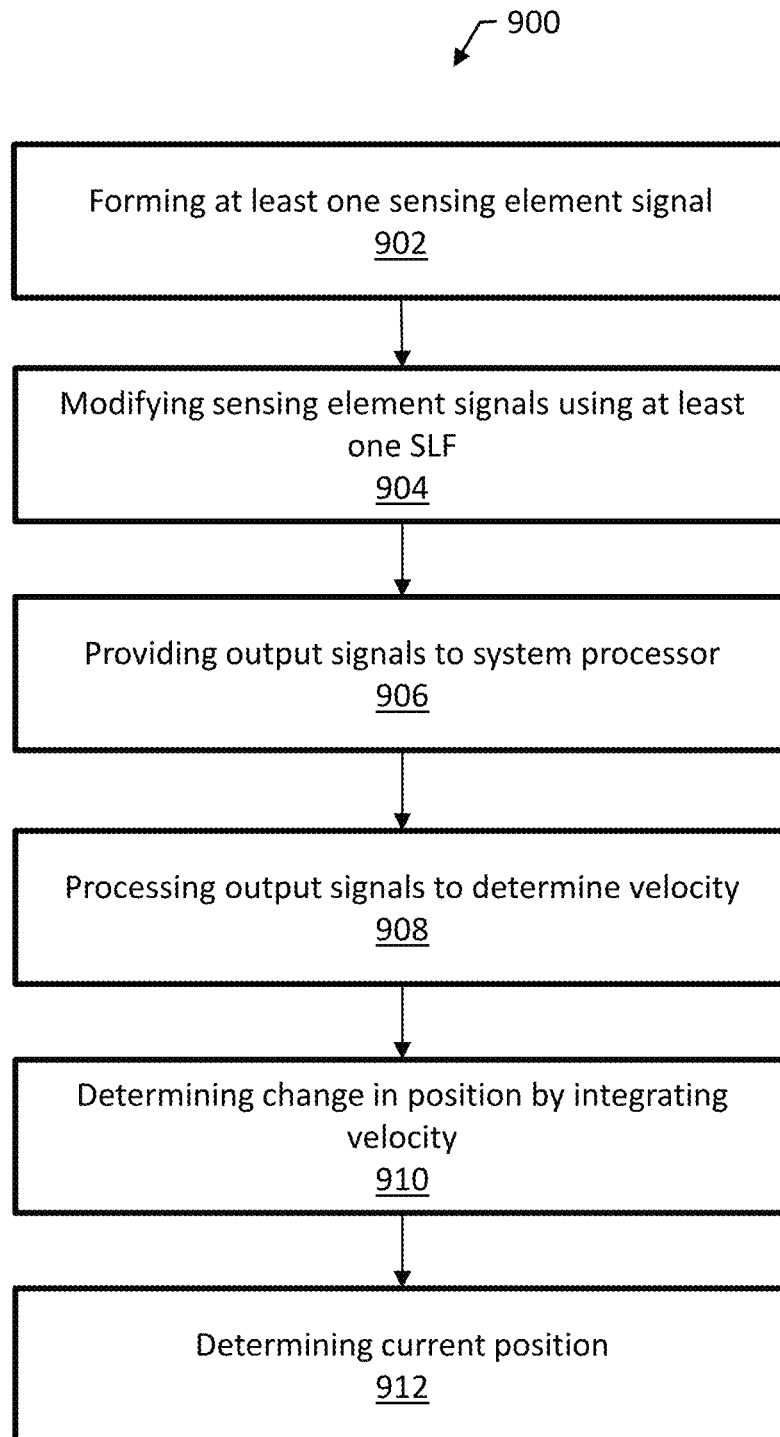 900
Forming at least one sensing element signal
902
Modifying sensing element signals using at least
one SLF
904
Providing output signals to system processor
906
Processing output signals to determine velocity
908
Determining change in position by integrating
velocity
910
Determining current position
912